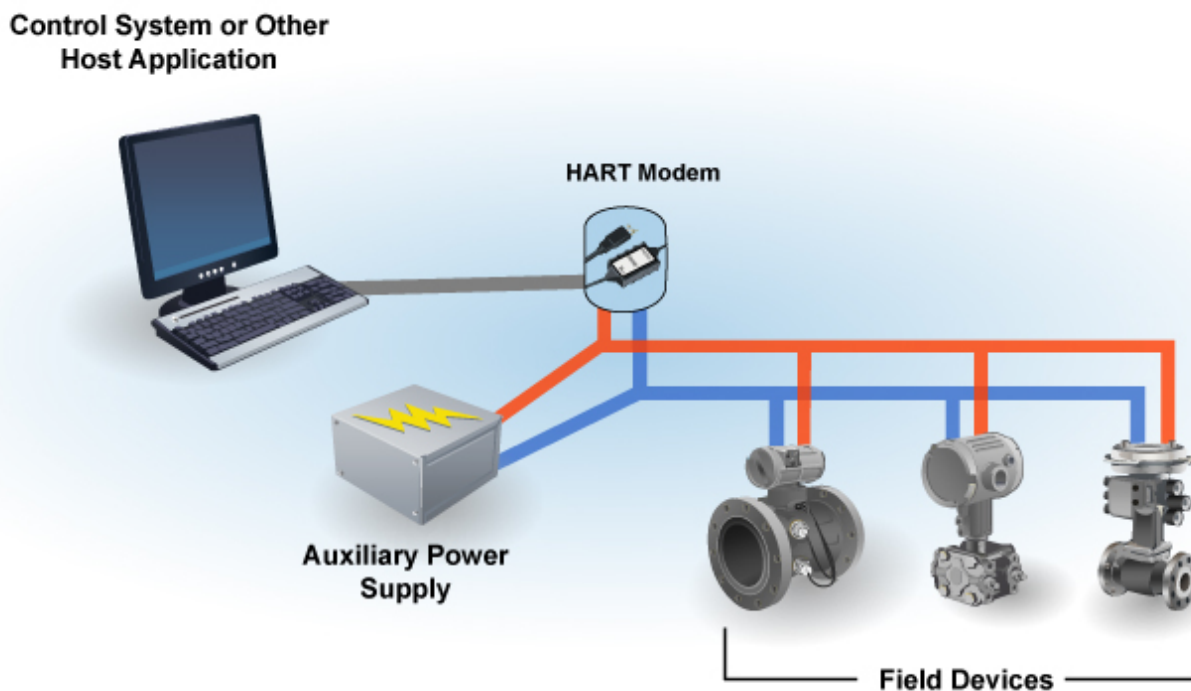 Control System or Other
Host Application
HART Modem
Auxiliary Power
Supply
Field Devices